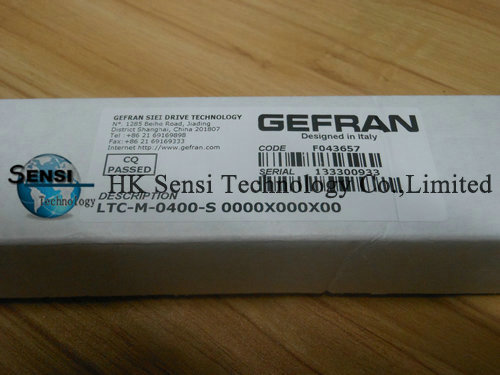 GEFRAN SIEI DRIVE TECHNOLOGY
N°. 1285 Beihe Road, Jiading
District Shanghai, China 201807
Tel : +86 21 69169898
Fax:+86 21 69169333
Internet http://www.gefran.com
GEFRAN
Designed in Italy
CODE F043657
SERIAL 133300933
CQ
PASSED
SENSI
Technology
HK Sensi Technology Co,Limited
DESCRIPTION
LTC-M-0400-S 0000X000X00